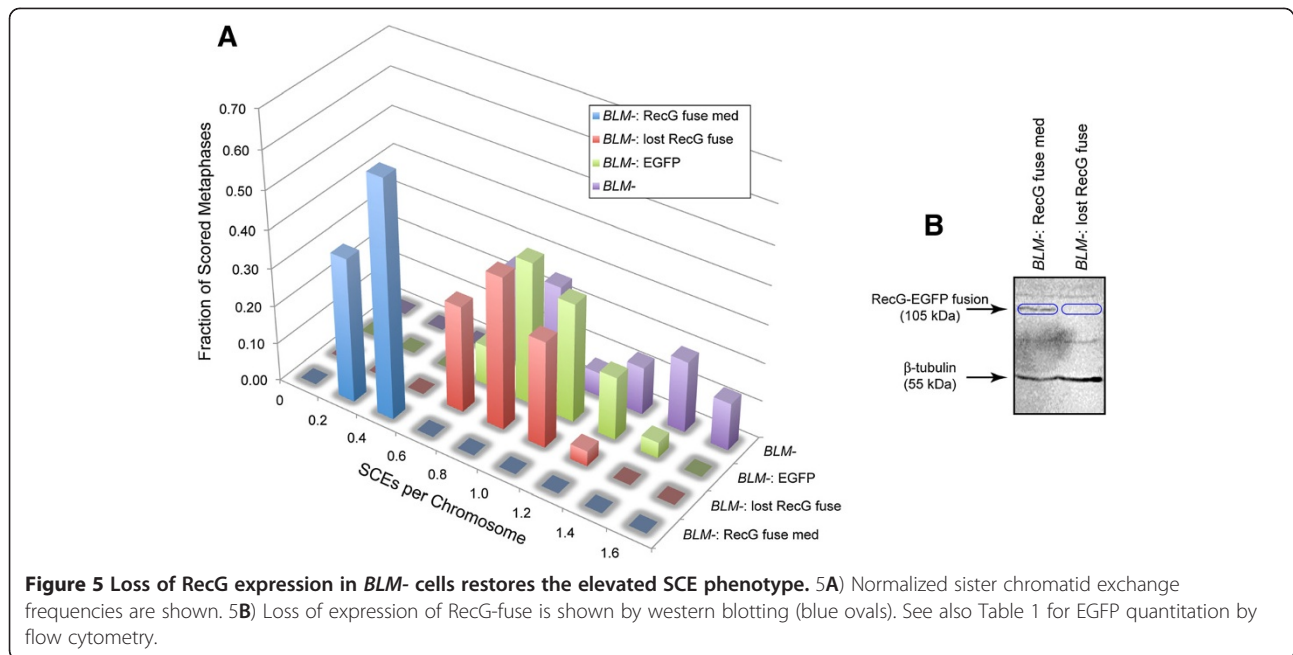 A
Fraction of Scored Metaphases
0.70
0.60
0.50
0.40
0.30
0.20
0.10
0.00
0
0.2
0.4
0.6
0.8
1.0
1.2
1.4
1.6
SCEs per Chromosome
BLM-: RecG fuse med
BLM-: lost RecG fuse
BLM-: EGFP
BLM-
BLM-
BLM-: EGFP
BLM-: lost RecG fuse
BLM-: RecG fuse med
B
BLM-: RecG fuse med
BLM-: lost RecG fuse
RecG-EGFP fusion
(105 kDa)
β-tubulin
(55 kDa)
Figure 5 Loss of RecG expression in BLM- cells restores the elevated SCE phenotype. 5A) Normalized sister chromatid exchange
frequencies are shown. 5B) Loss of expression of RecG-fuse is shown by western blotting (blue ovals). See also Table 1 for EGFP quantitation by
flow cytometry.